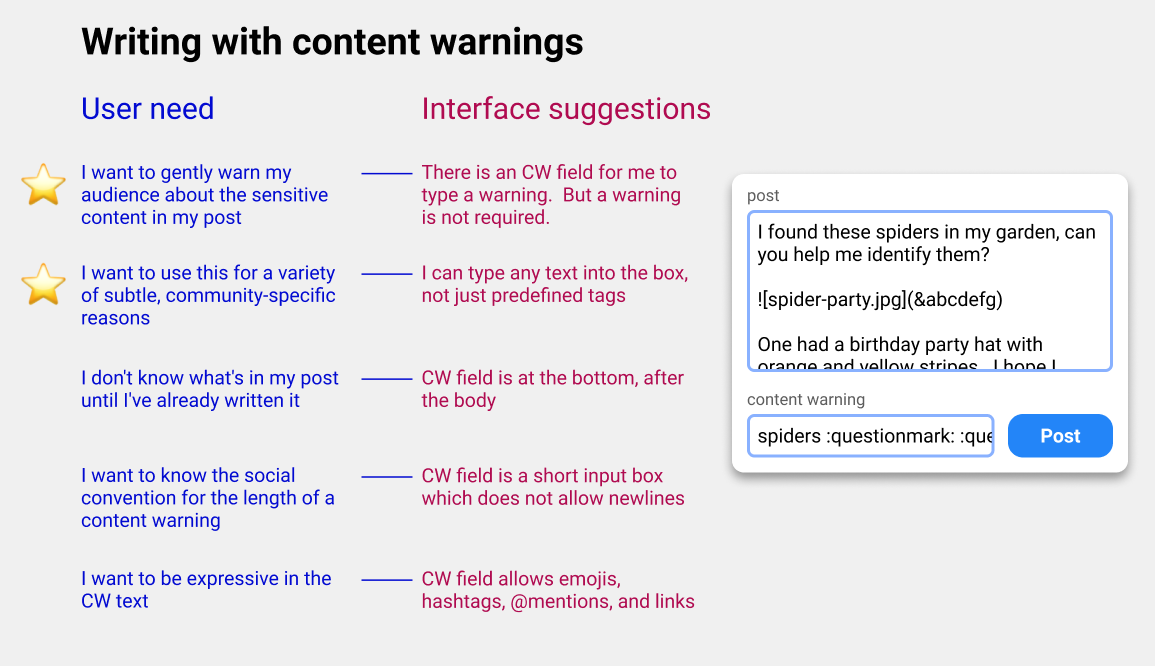 Writing with content warnings
User need
Interface suggestions
I want to gently warn my
audience about the sensitive
content in my post
There is an CW field for me to
type a warning.  But a warning
is not required.
I want to use this for a variety
of subtle, community-specific
reasons
I can type any text into the box,
not just predefined tags
I don't know what's in my post
until I've already written it
CW field is at the bottom, after
the body
I want to know the social
convention for the length of a
content warning
CW field is a short input box
which does not allow newlines
I want to be expressive in the
CW text
CW field allows emojis,
hashtags, @mentions, and links
post
I found these spiders in my garden, can
you help me identify them?
![spider-party.jpg](&abcdefg)
One had a birthday party hat with
orange and yellow stripes.  I hope I
content warning
spiders :questionmark: :que
Post